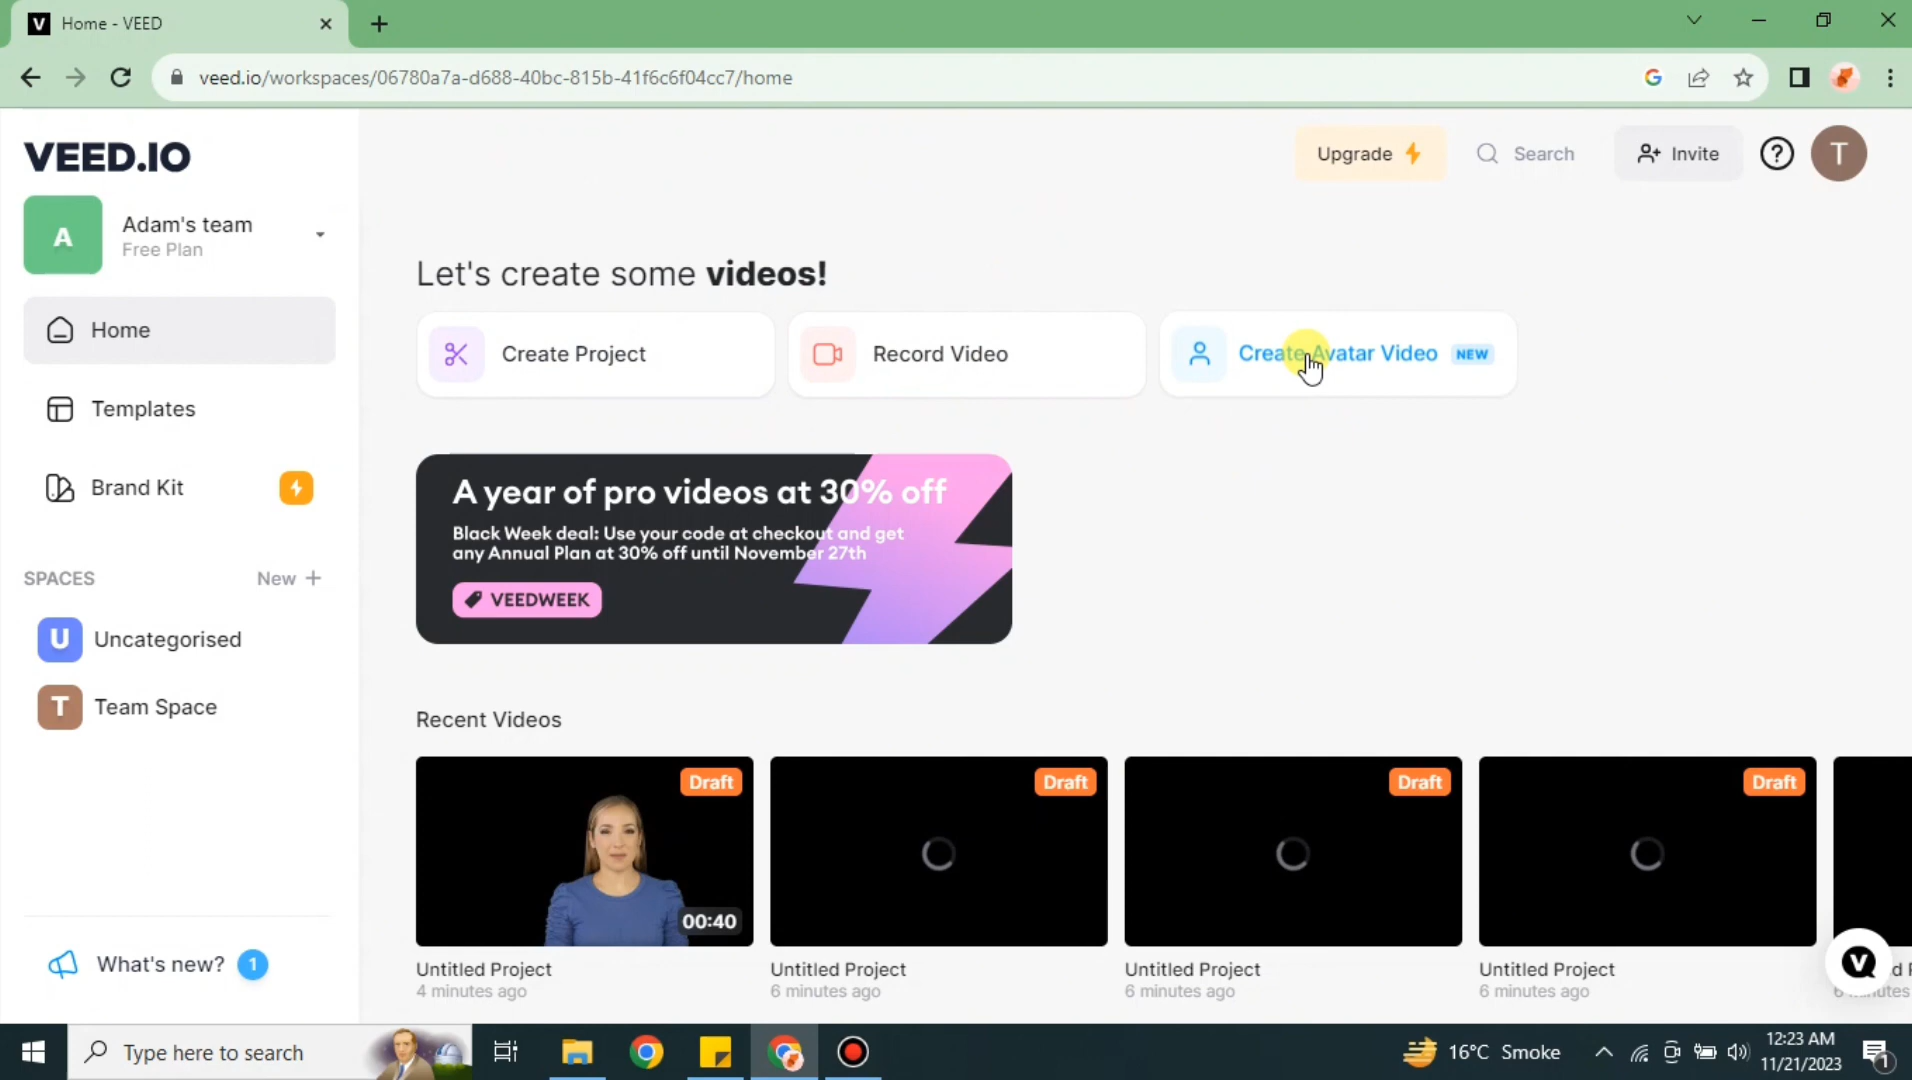 V Home - VEED
veed.io/workspaces/06780a7a-d688-40bc-815b-41f6c6f04cc7/home
VEED.IO
Upgrade
Search
Invite
?
T
A
Adam's team
Free Plan
Home
Templates
Brand Kit
SPACES
New +
U Uncategorised
T Team Space
What's new? 1
Let's create some videos!
Create Project
Record Video
Create Avatar Video NEW
A year of pro videos at 30% off
Black Week deal: Use your code at checkout and get
any Annual Plan at 30% off until November 27th
VEEDWEEK
Recent Videos
Draft
Draft
Draft
Draft
00:40
Untitled Project
Untitled Project
Untitled Project
Untitled Project
4 minutes ago
6 minutes ago
6 minutes ago
6 minutes ago
V
Type here to search
16°C Smoke
12:23 AM
11/21/2023
1